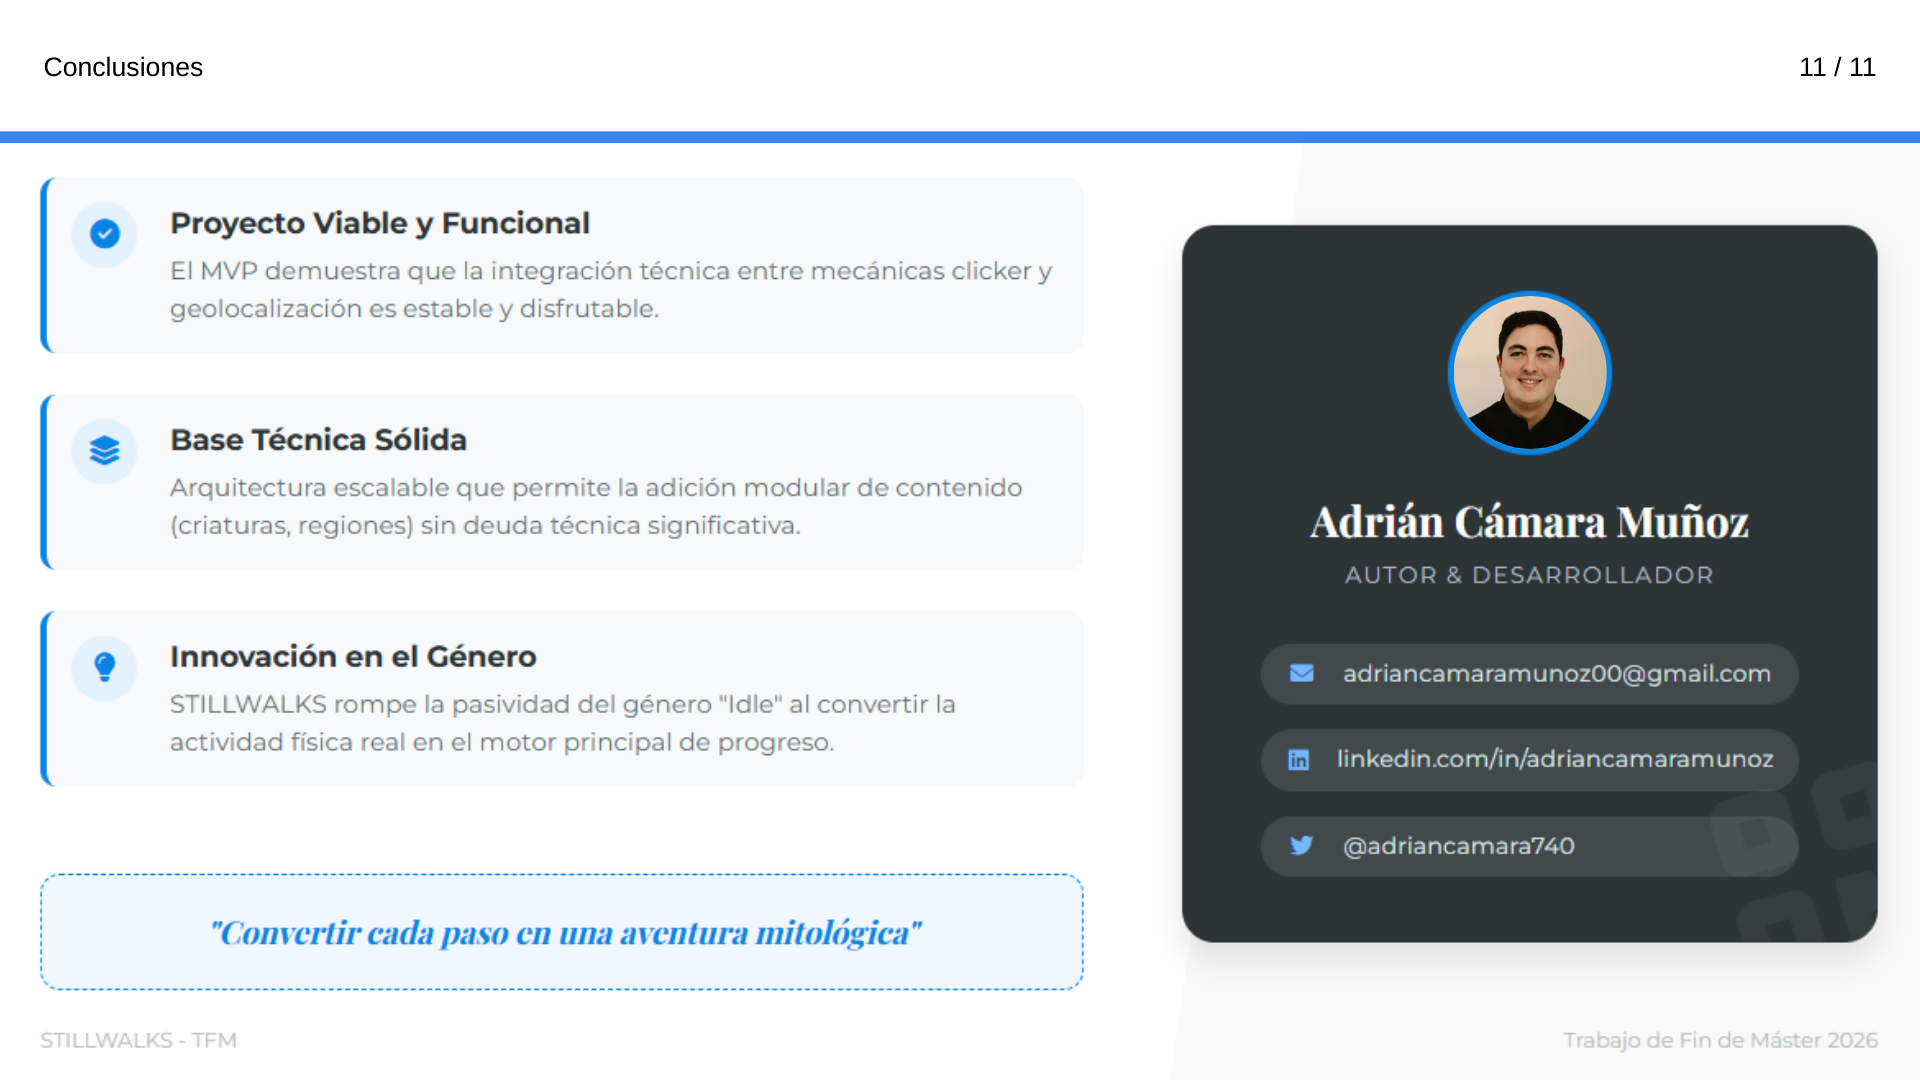 Conclusiones
11 / 11
Proyecto Viable y Funcional
El MVP demuestra que la integración técnica entre mecánicas clicker y
geolocalización es estable y disfrutable.
Base Técnica Sólida
Arquitectura escalable que permite la adición modular de contenido
(criaturas, regiones) sin deuda técnica significativa.
Innovación en el Género
STILLWALKS rompe la pasividad del género "Idle" al convertir la
actividad física real en el motor principal de progreso.
"Convertir cada paso en una aventura mitológica"
Adrián Cámara Muñoz
AUTOR & DESARROLLADOR
adriancamaramunoz00@gmail.com
linkedin.com/in/adriancamaramunoz
@adriancamara740
STILLWALKS - TFM
Trabajo de Fin de Máster 2026